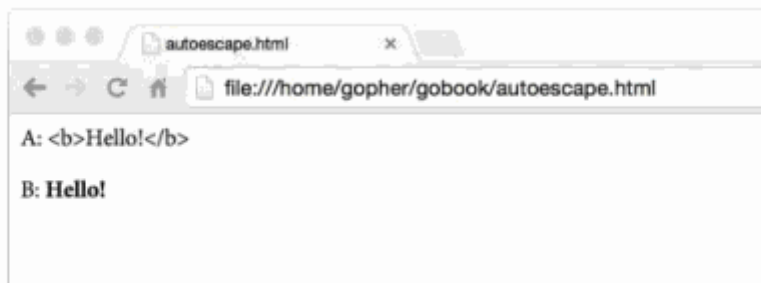 autoescape.html
file:///home/gopher/gobook/autoescape.html
A: <b>Hello!</b>
B: Hello!